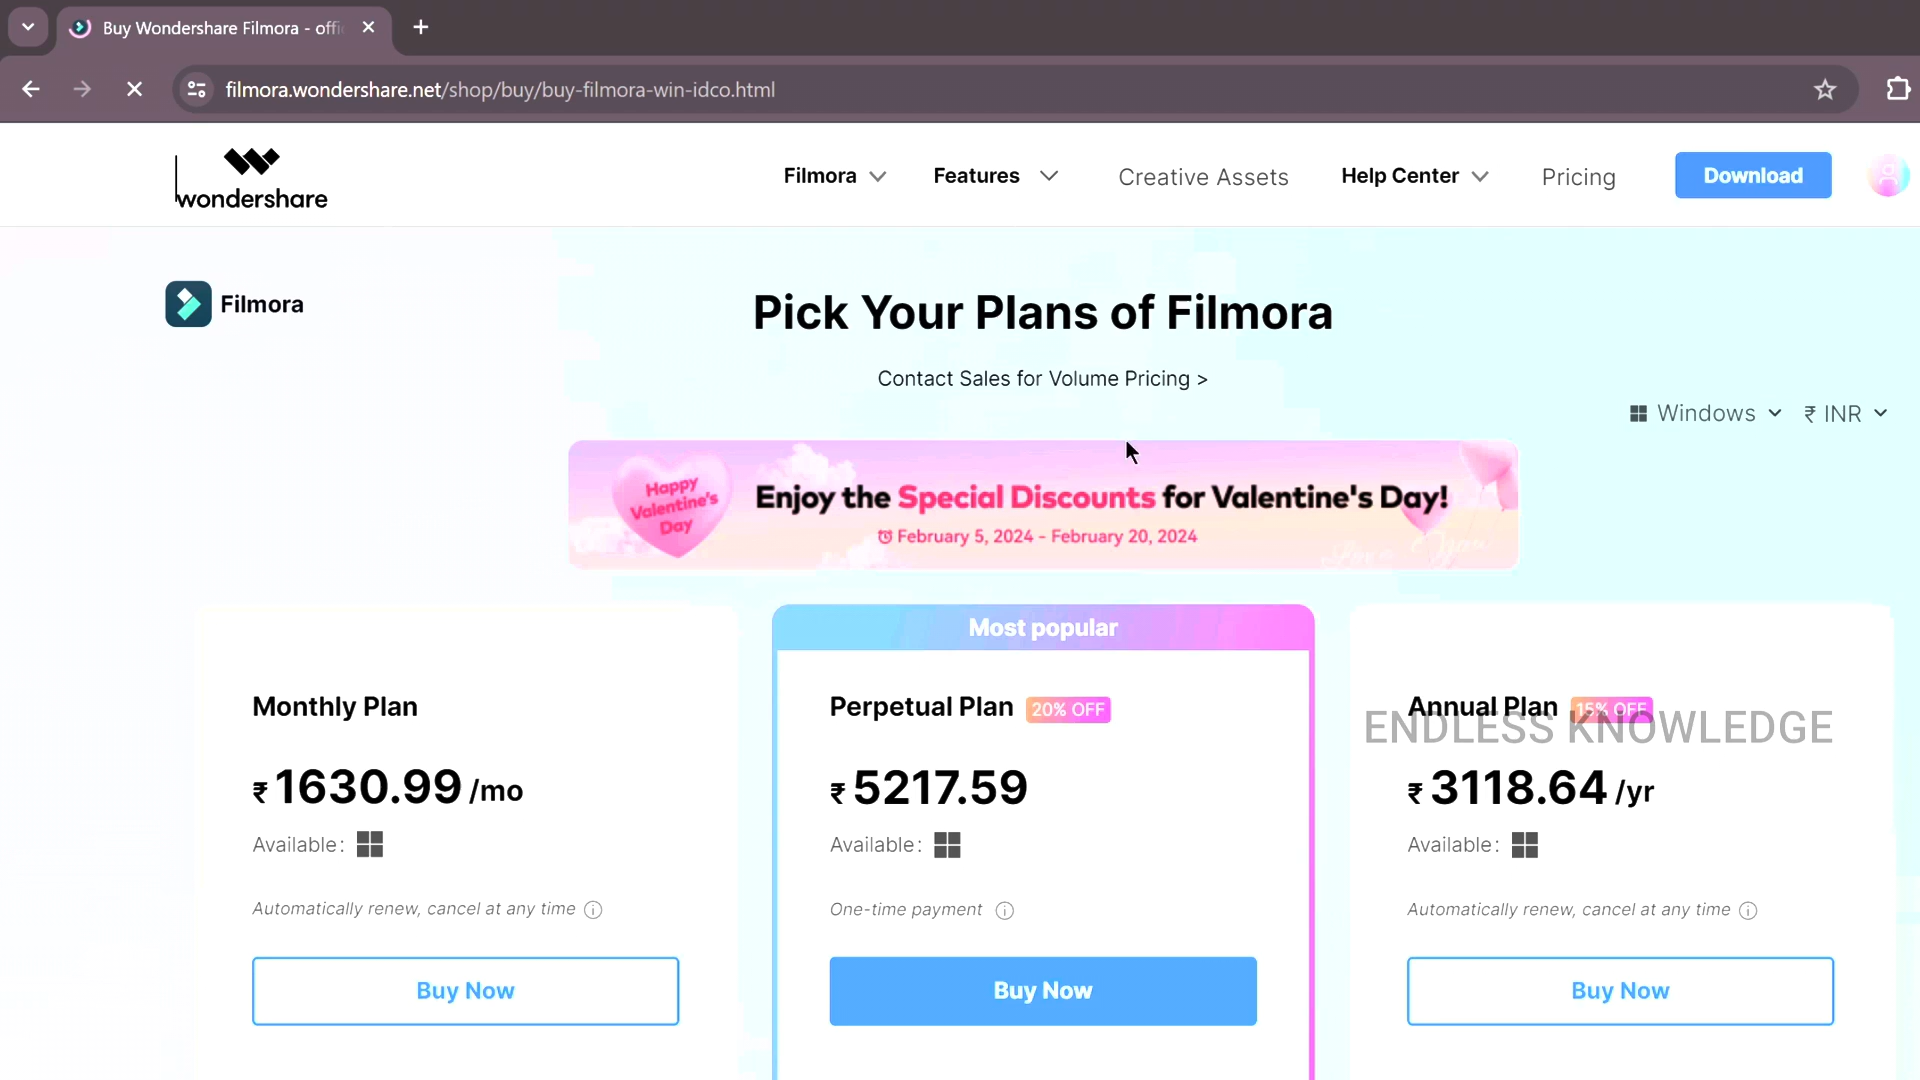 Buy Wondershare Filmora - offi
filmora.wondershare.net/shop/buy/buy-filmora-win-idco.html
wondershare
Filmora
Features
Creative Assets
Help Center
Pricing
Download
Filmora
Pick Your Plans of Filmora
Contact Sales for Volume Pricing >
Windows
₹ INR
Happy
Valentine's
Day
Enjoy the Special Discounts for Valentine's Day!
February 5, 2024 - February 20, 2024
Most popular
Monthly Plan
₹ 1630.99 /mo
Available:
Automatically renew, cancel at any time
Buy Now
Perpetual Plan 20% OFF
₹ 5217.59
Available:
One-time payment
Buy Now
Annual Plan 15% OFF
ENDLESS KNOWLEDGE
₹ 3118.64 /yr
Available:
Automatically renew, cancel at any time
Buy Now